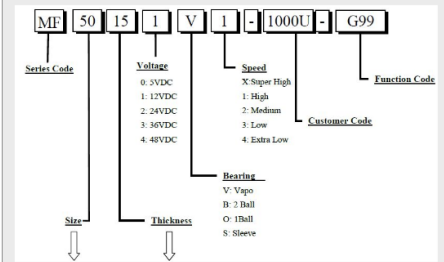 MF 50 15 1 V 1 - 1000U - G99
Series Code
Voltage
0: 5VDC
1: 12VDC
2: 24VDC
3: 36VDC
4: 48VDC
Speed
X:Super High
1: High
2: Medium
3: Low
4: Extra Low
Function Code
Customer Code
Bearing
V: Vapo
B: 2 Ball
O: 1Ball
S: Sleeve
Size
Thickness